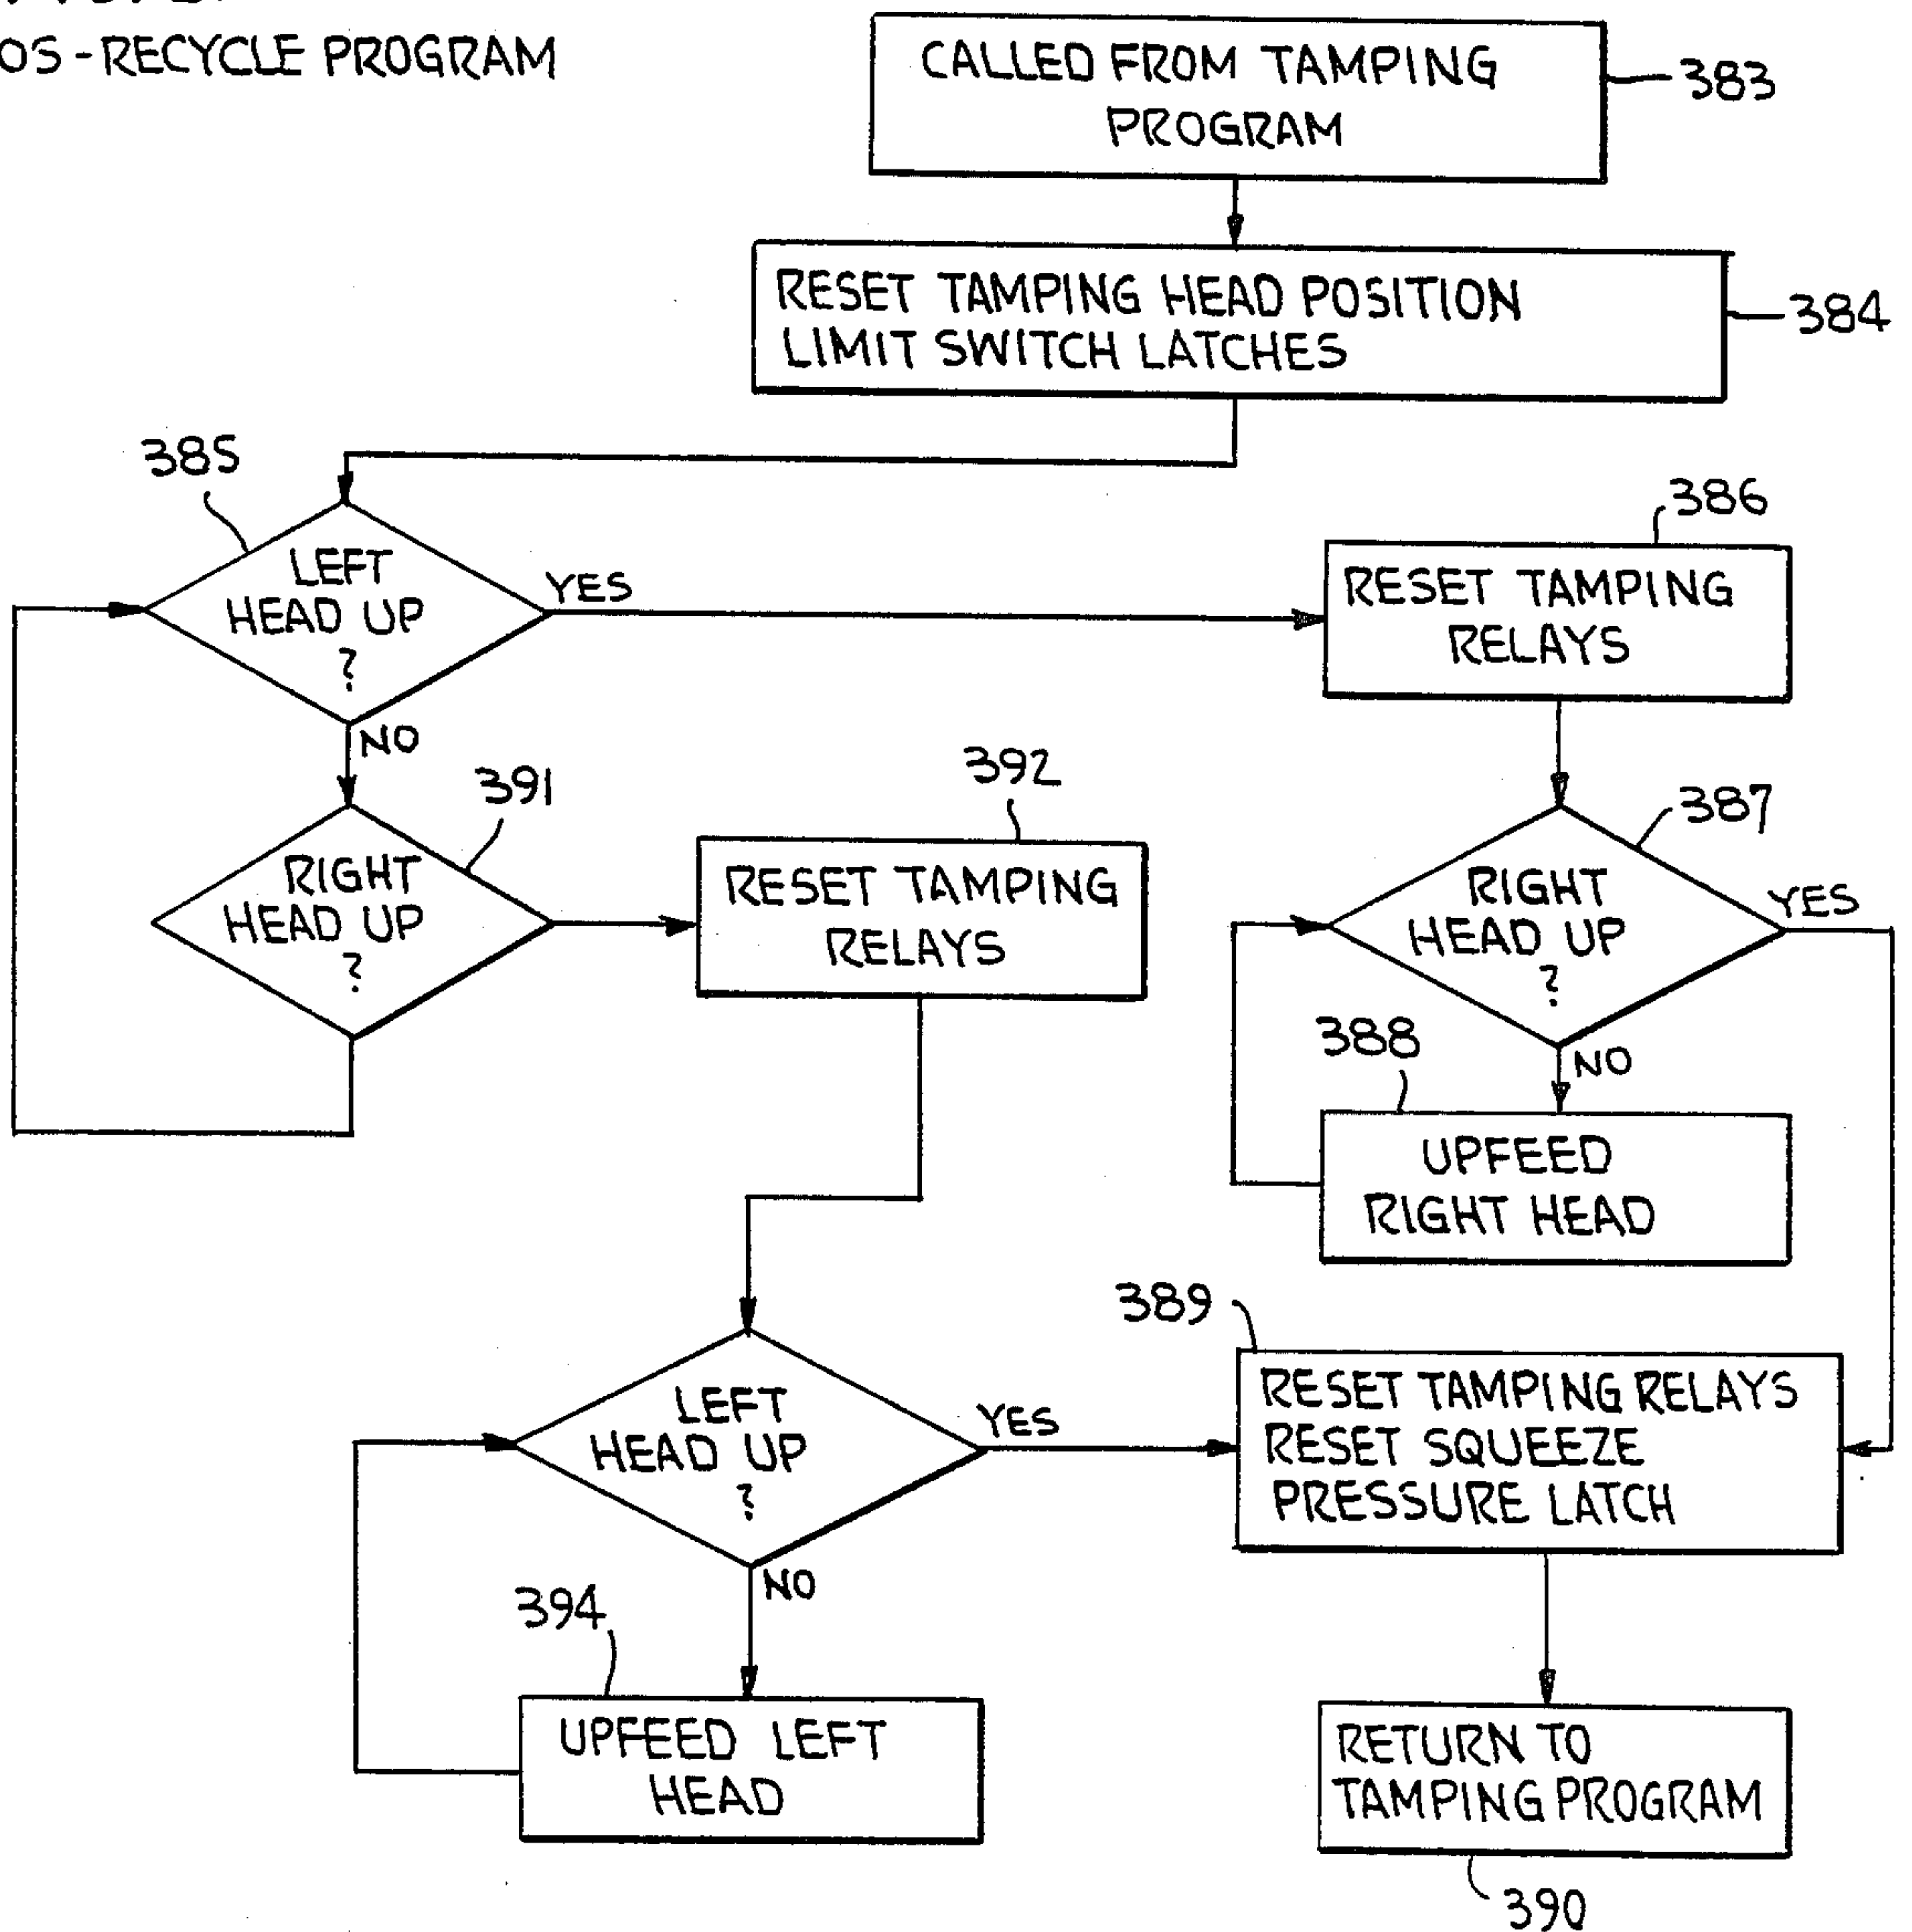 OS-RECYCLE PROGRAM
CALLED FROM TAMPING
PROGRAM
383
RESET TAMPING HEAD POSITION
LIMIT SWITCH LATCHES
384
385
LEFT
HEAD UP
?
YES
NO
386
RESET TAMPING
RELAYS
391
RIGHT
HEAD UP
?
392
RESET TAMPING
RELAYS
387
RIGHT
HEAD UP
?
YES
NO
388
UPFEED
RIGHT HEAD
389
LEFT
HEAD UP
?
YES
NO
RESET TAMPING RELAYS
RESET SQUEEZE
PRESSURE LATCH
394
UPFEED LEFT
HEAD
RETURN TO
TAMPING PROGRAM
390